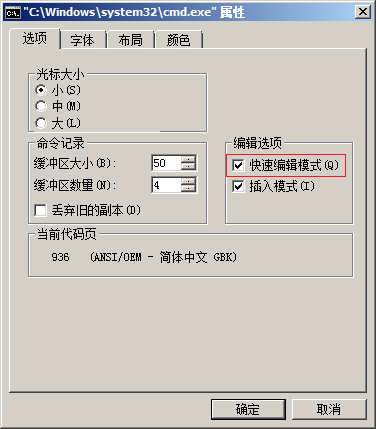 "C:\Windows\system32\cmd.exe" 属性
选项 字体 布局 颜色
光标大小
小(S)
中(M)
大(L)
命令记录
缓冲区大小(B): 50
缓冲区数量(N): 4
丢弃旧的副本(D)
编辑选项
快速编辑模式(Q)
插入模式(I)
当前代码页
936 (ANSI/OEM - 简体中文 GBK)
确定 取消